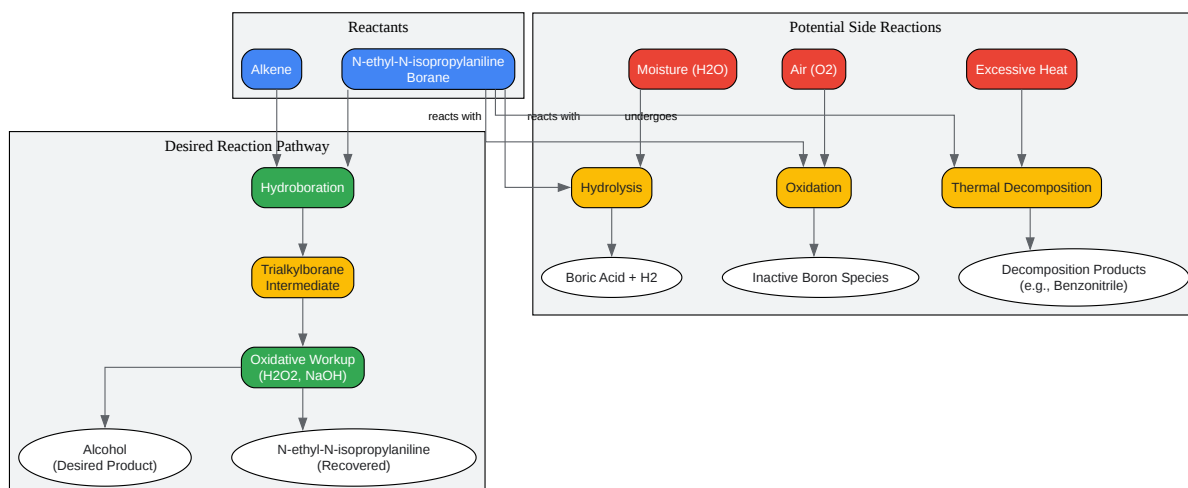 Reactants
Potential Side Reactions
Alkene
N-ethyl-N-isopropylaniline
Borane
Moisture (H2O)
Air (O2)
Excessive Heat
reacts with
reacts with
undergoes
Desired Reaction Pathway
Hydroboration
Hydrolysis
Oxidation
Thermal Decomposition
Trialkylborane
Intermediate
Boric Acid + H2
Inactive Boron Species
Decomposition Products
(e.g., Benzonitrile)
Oxidative Workup
(H2O2, NaOH)
Alcohol
(Desired Product)
N-ethyl-N-isopropylaniline
(Recovered)